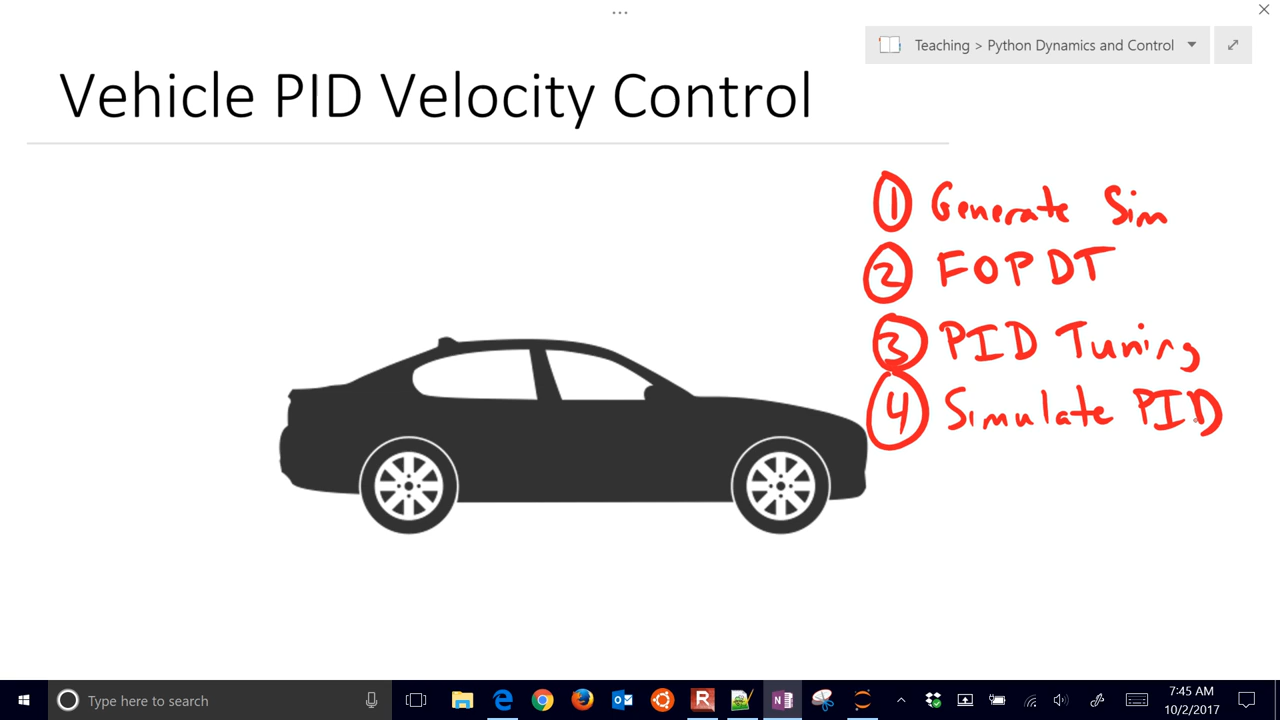 Teaching > Python Dynamics and Control
Vehicle PID Velocity Control
1 Generate Sim
2 FOPDT
3 PID Tuning
4 Simulate PID
Type here to search
7:45 AM
10/2/2017